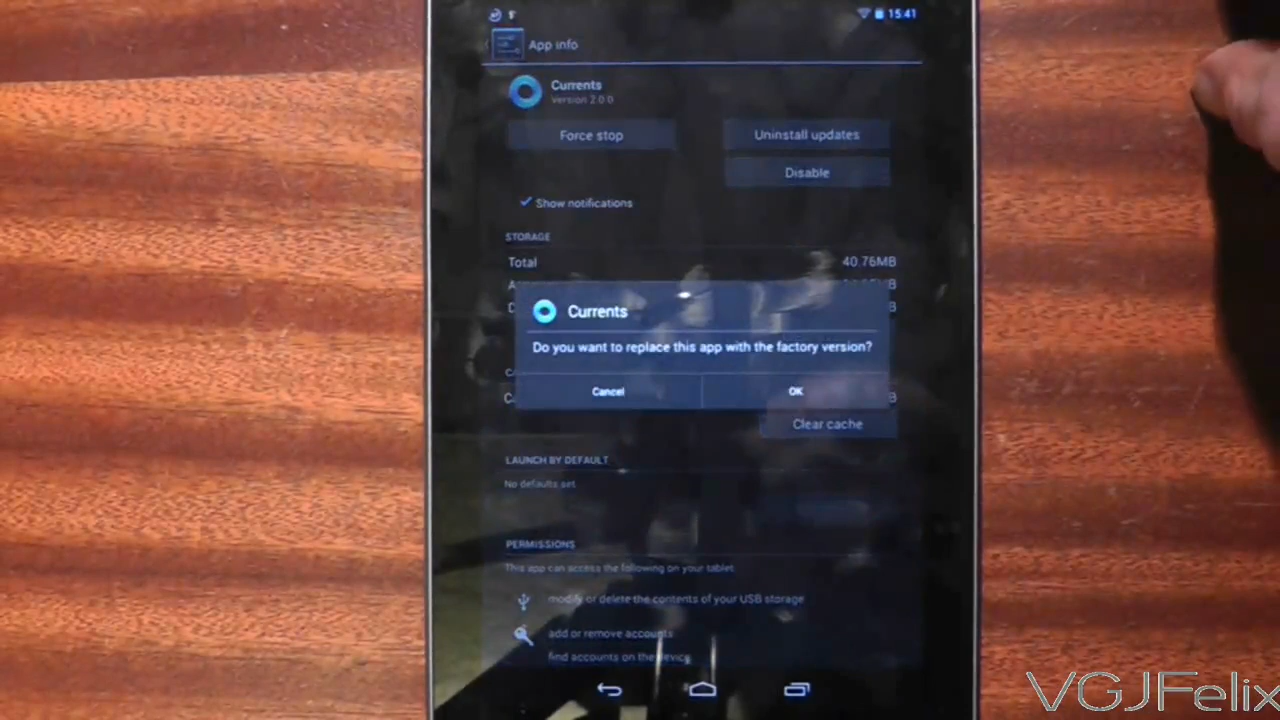 15:41
App info
Currents
version 2.0.0
Force stop
Uninstall updates
Disable
Show notifications
STORAGE
Total 40.76MB
Currents
Do you want to replace this app with the factory version?
Cancel OK
Clear cache
LAUNCH BY DEFAULT
No defaults set.
PERMISSIONS
This app can access the following on your tablet:
modify or delete the contents of your USB storage
add or remove accounts
find accounts on the device
VGJFelix